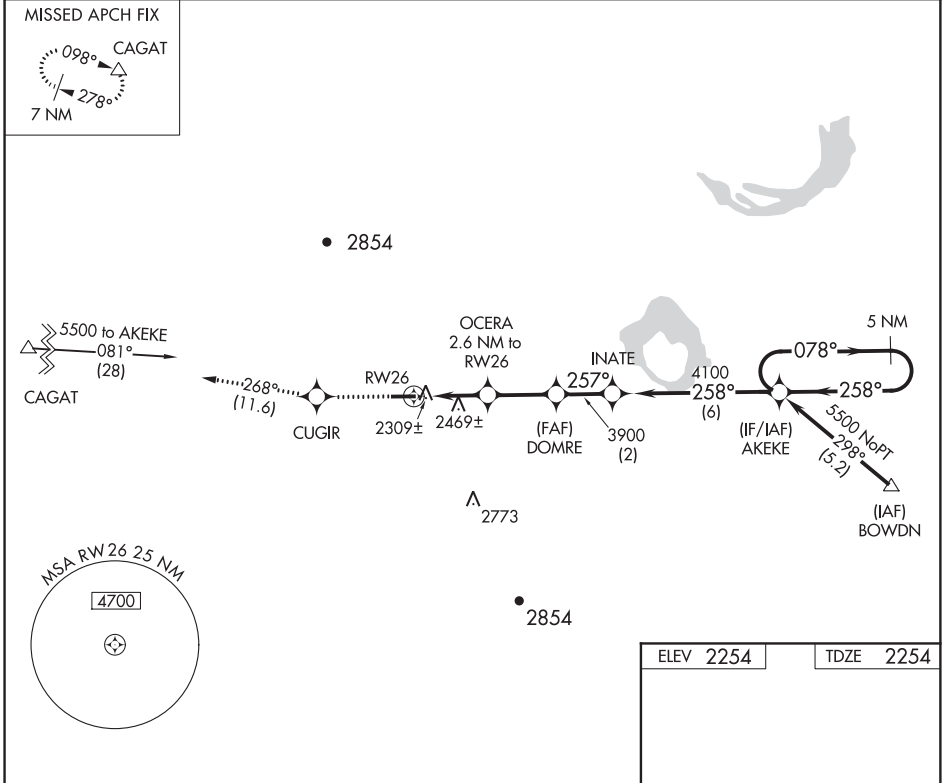 MISSED APCH FIX
CAGAT
098°
278°
7 NM
2854
5500 to AKEKE
081°
(28)
CAGAT
268°
(11.6)
CUGIR
RW26
2309±
2469±
OCERA
2.6 NM to
RW26
(FAF)
DOMRE
257°
INATE
3900
(2)
4100
258°
(6)
(IF/IAF)
AKEKE
078°
258°
5 NM
5500 NoPT
298°
(5.2)
(IAF)
BOWDN
2773
2854
MSA RW 26 25 NM
4700
ELEV 2254
TDZE 2254